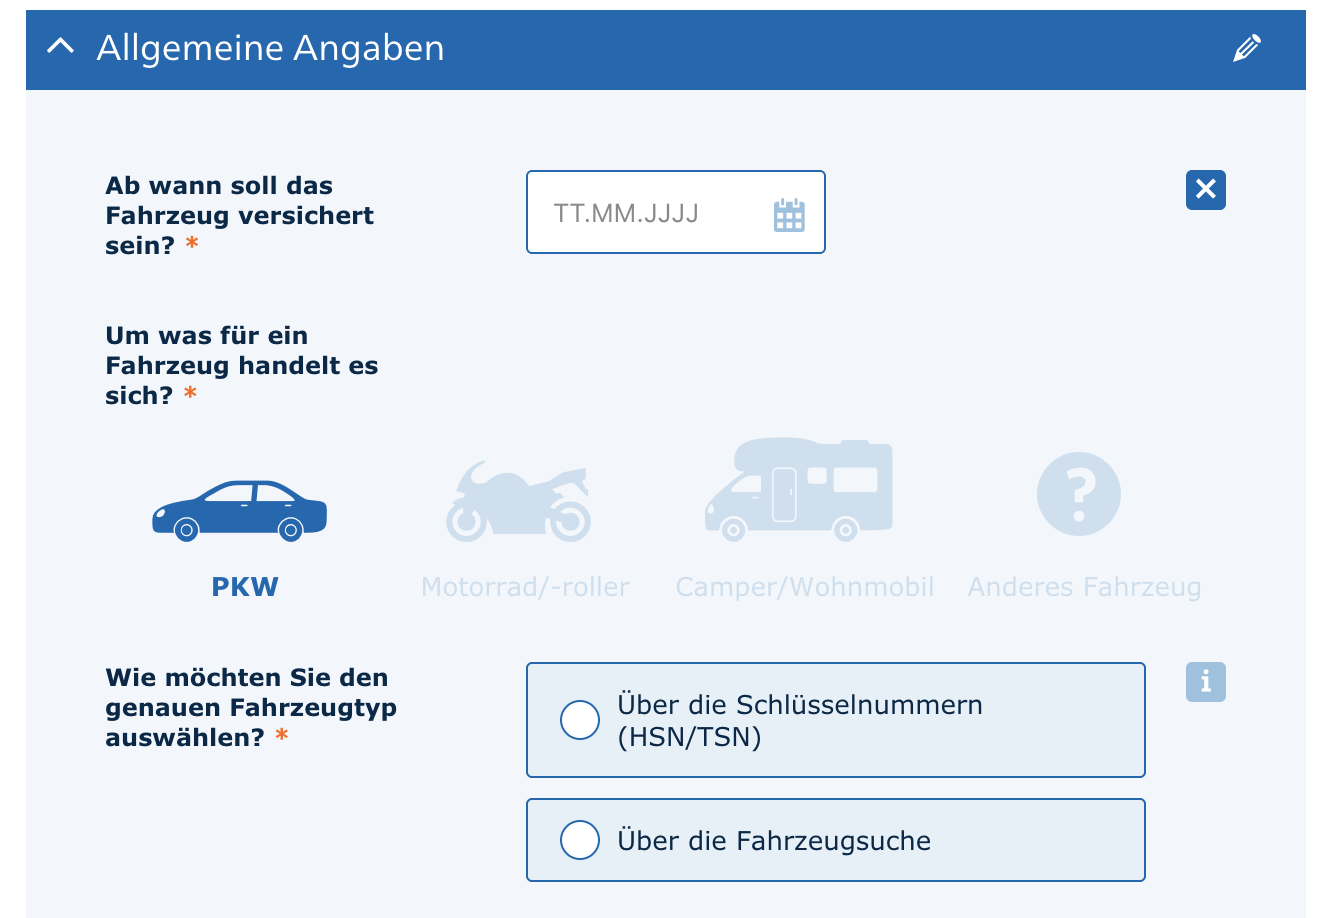 Allgemeine Angaben
Ab wann soll das
Fahrzeug versichert
sein? *
TT.MM.JJJJ
Um was für ein
Fahrzeug handelt es
sich? *
?
PKW
Motorrad/-roller
Camper/Wohnmobil
Anderes Fahrzeug
Wie möchten Sie den
genauen Fahrzeugtyp
auswählen? *
Über die Schlüsselnummern
(HSN/TSN)
i
Über die Fahrzeugsuche